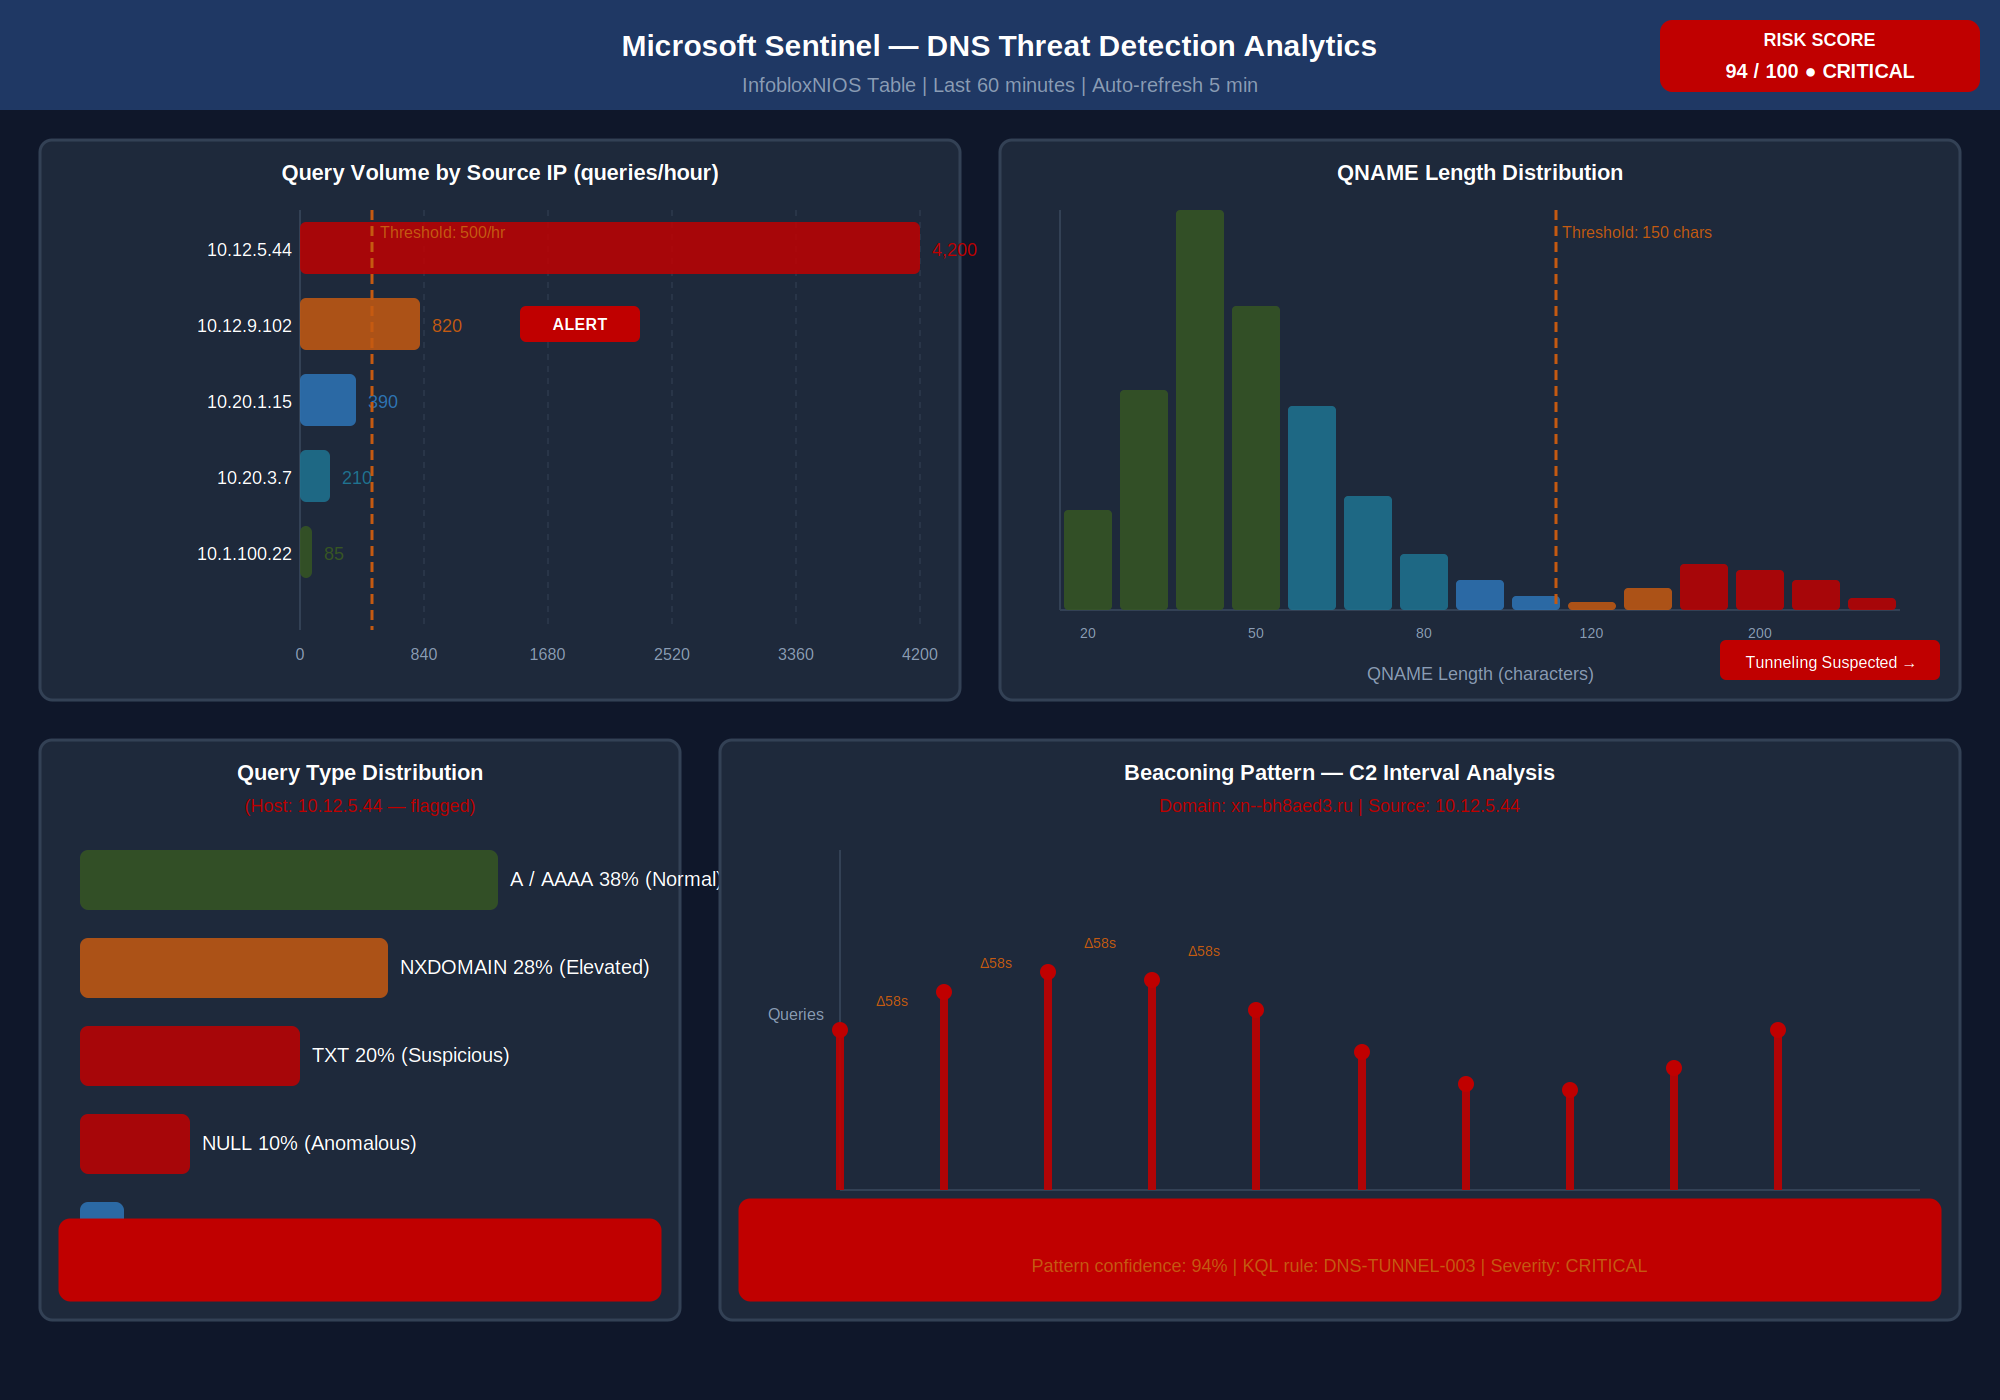 Microsoft Sentinel — DNS Threat Detection Analytics
InfobloxNIOS Table | Last 60 minutes | Auto-refresh 5 min
RISK SCORE
94 / 100 ● CRITICAL
Query Volume by Source IP (queries/hour)
Threshold: 500/hr
10.12.5.44
4,200
10.12.9.102
820
ALERT
10.20.1.15
390
10.20.3.7
210
10.1.100.22
85
0 840 1680 2520 3360 4200
QNAME Length Distribution
Threshold: 150 chars
20 50 80 120 200
QNAME Length (characters)
Tunneling Suspected →
Query Type Distribution
(Host: 10.12.5.44 — flagged)
A / AAAA 38% (Normal)
NXDOMAIN 28% (Elevated)
TXT 20% (Suspicious)
NULL 10% (Anomalous)
Beaconing Pattern — C2 Interval Analysis
Domain: xn--bh8aed3.ru | Source: 10.12.5.44
Queries
Δ58s
Δ58s
Δ58s
Δ58s
Pattern confidence: 94% | KQL rule: DNS-TUNNEL-003 | Severity: CRITICAL